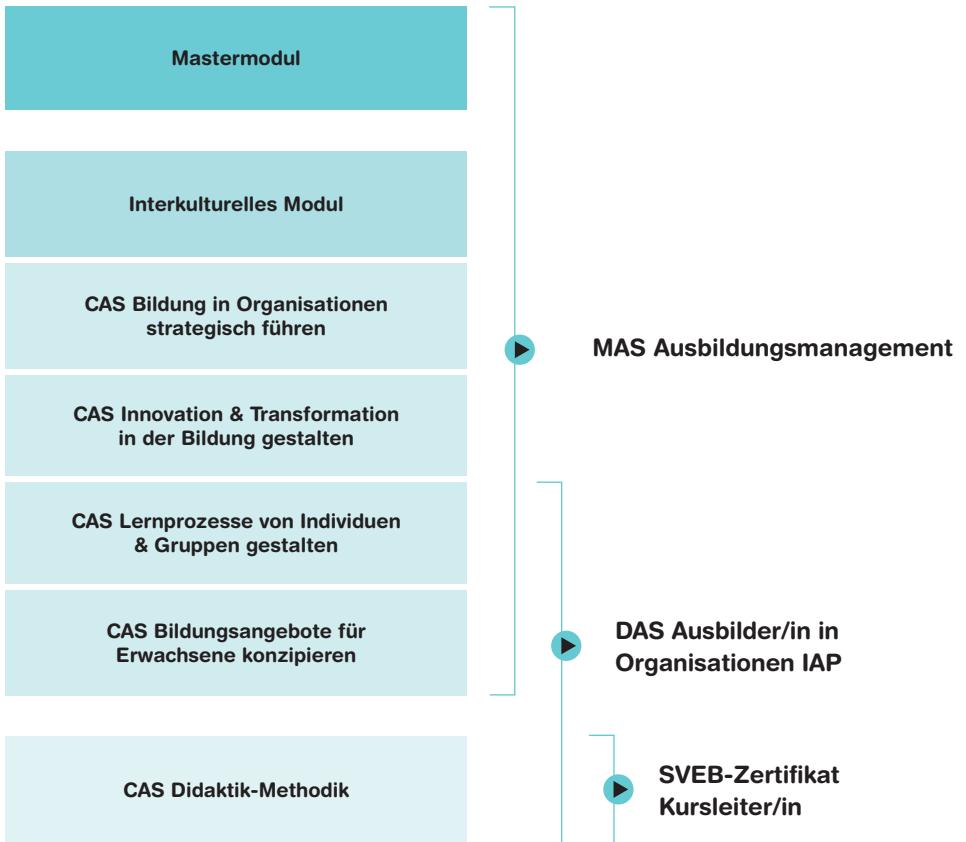 Mastermodul
Interkulturelles Modul
CAS Bildung in Organisationen
strategisch führen
CAS Innovation & Transformation
in der Bildung gestalten
CAS Lernprozesse von Individuen
& Gruppen gestalten
CAS Bildungsangebote für
Erwachsene konzipieren
CAS Didaktik-Methodik
MAS Ausbildungsmanagement
DAS Ausbilder/in in
Organisationen IAP
SVEB-Zertifikat
Kursleiter/in